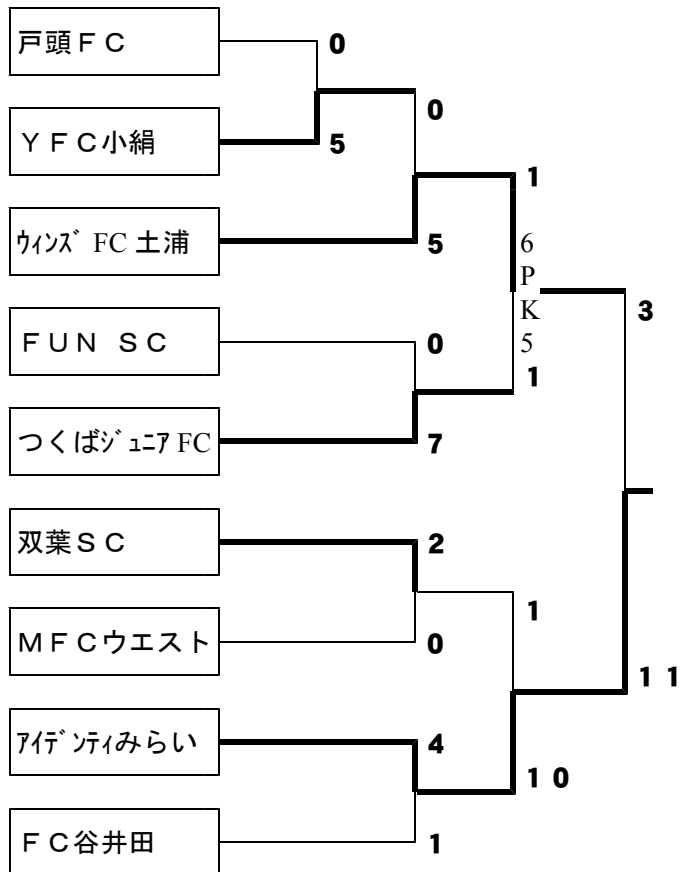 戸頭ＦＣ
0
0
ＹＦＣ小絹
5
1
ｳｨﾝｽﾞ FC 土浦
5
6
P
K
5
3
ＦＵＮ ＳＣ
0
1
つくばｼﾞｭﾆｱ FC
7
双葉ＳＣ
2
1
ＭＦＣウエスト
0
１１
ｱｲﾃﾞﾝﾃｨみらい
4
１０
ＦＣ谷井田
1